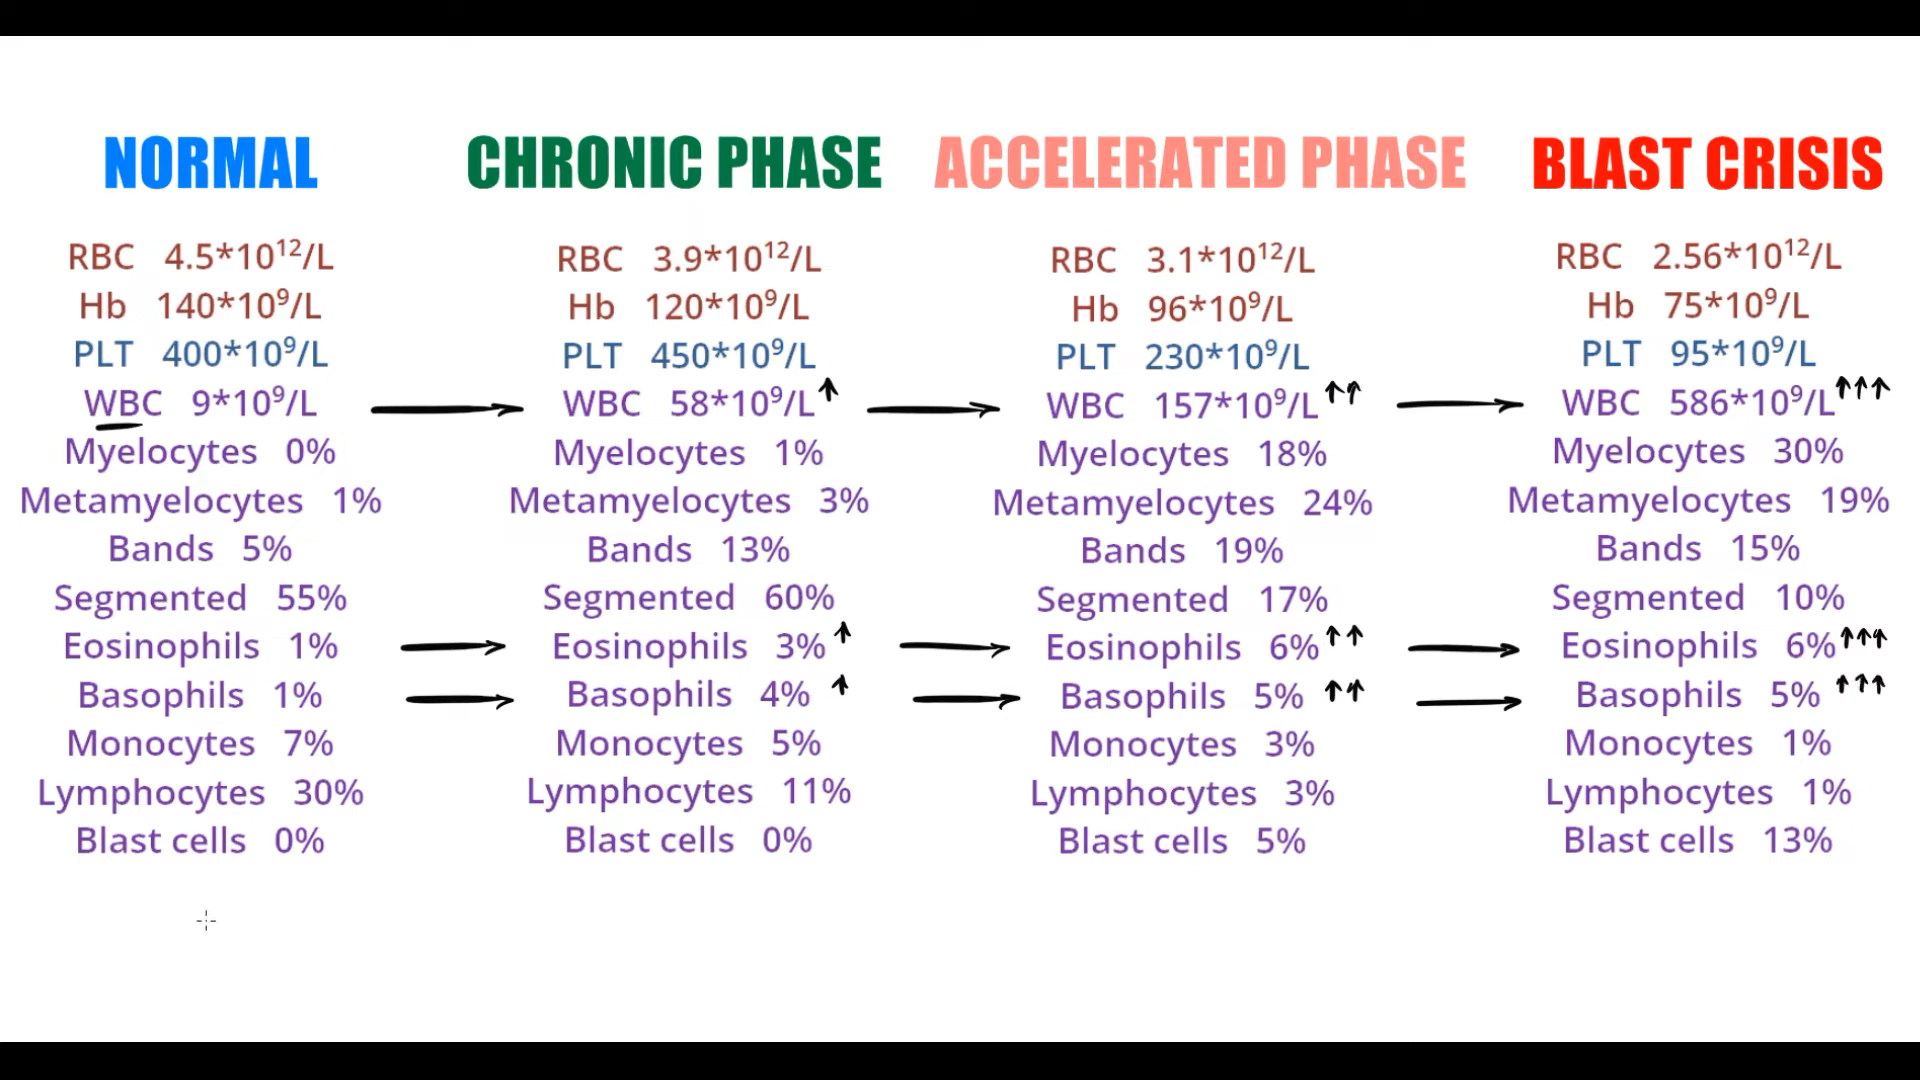 NORMAL
RBC 4.5*10¹²/L
Hb 140*10⁹/L
PLT 400*10⁹/L
WBC 9*10⁹/L
Myelocytes 0%
Metamyelocytes 1%
Bands 5%
Segmented 55%
Eosinophils 1%
Basophils 1%
Monocytes 7%
Lymphocytes 30%
Blast cells 0%
CHRONIC PHASE
RBC 3.9*10¹²/L
Hb 120*10⁹/L
PLT 450*10⁹/L
WBC 58*10⁹/L
Myelocytes 1%
Metamyelocytes 3%
Bands 13%
Segmented 60%
Eosinophils 3%
Basophils 4%
Monocytes 5%
Lymphocytes 11%
Blast cells 0%
ACCELERATED PHASE
RBC 3.1*10¹²/L
Hb 96*10⁹/L
PLT 230*10⁹/L
WBC 157*10⁹/L
Myelocytes 18%
Metamyelocytes 24%
Bands 19%
Segmented 17%
Eosinophils 6%
Basophils 5%
Monocytes 3%
Lymphocytes 3%
Blast cells 5%
BLAST CRISIS
RBC 2.56*10¹²/L
Hb 75*10⁹/L
PLT 95*10⁹/L
WBC 586*10⁹/L
Myelocytes 30%
Metamyelocytes 19%
Bands 15%
Segmented 10%
Eosinophils 6%
Basophils 5%
Monocytes 1%
Lymphocytes 1%
Blast cells 13%